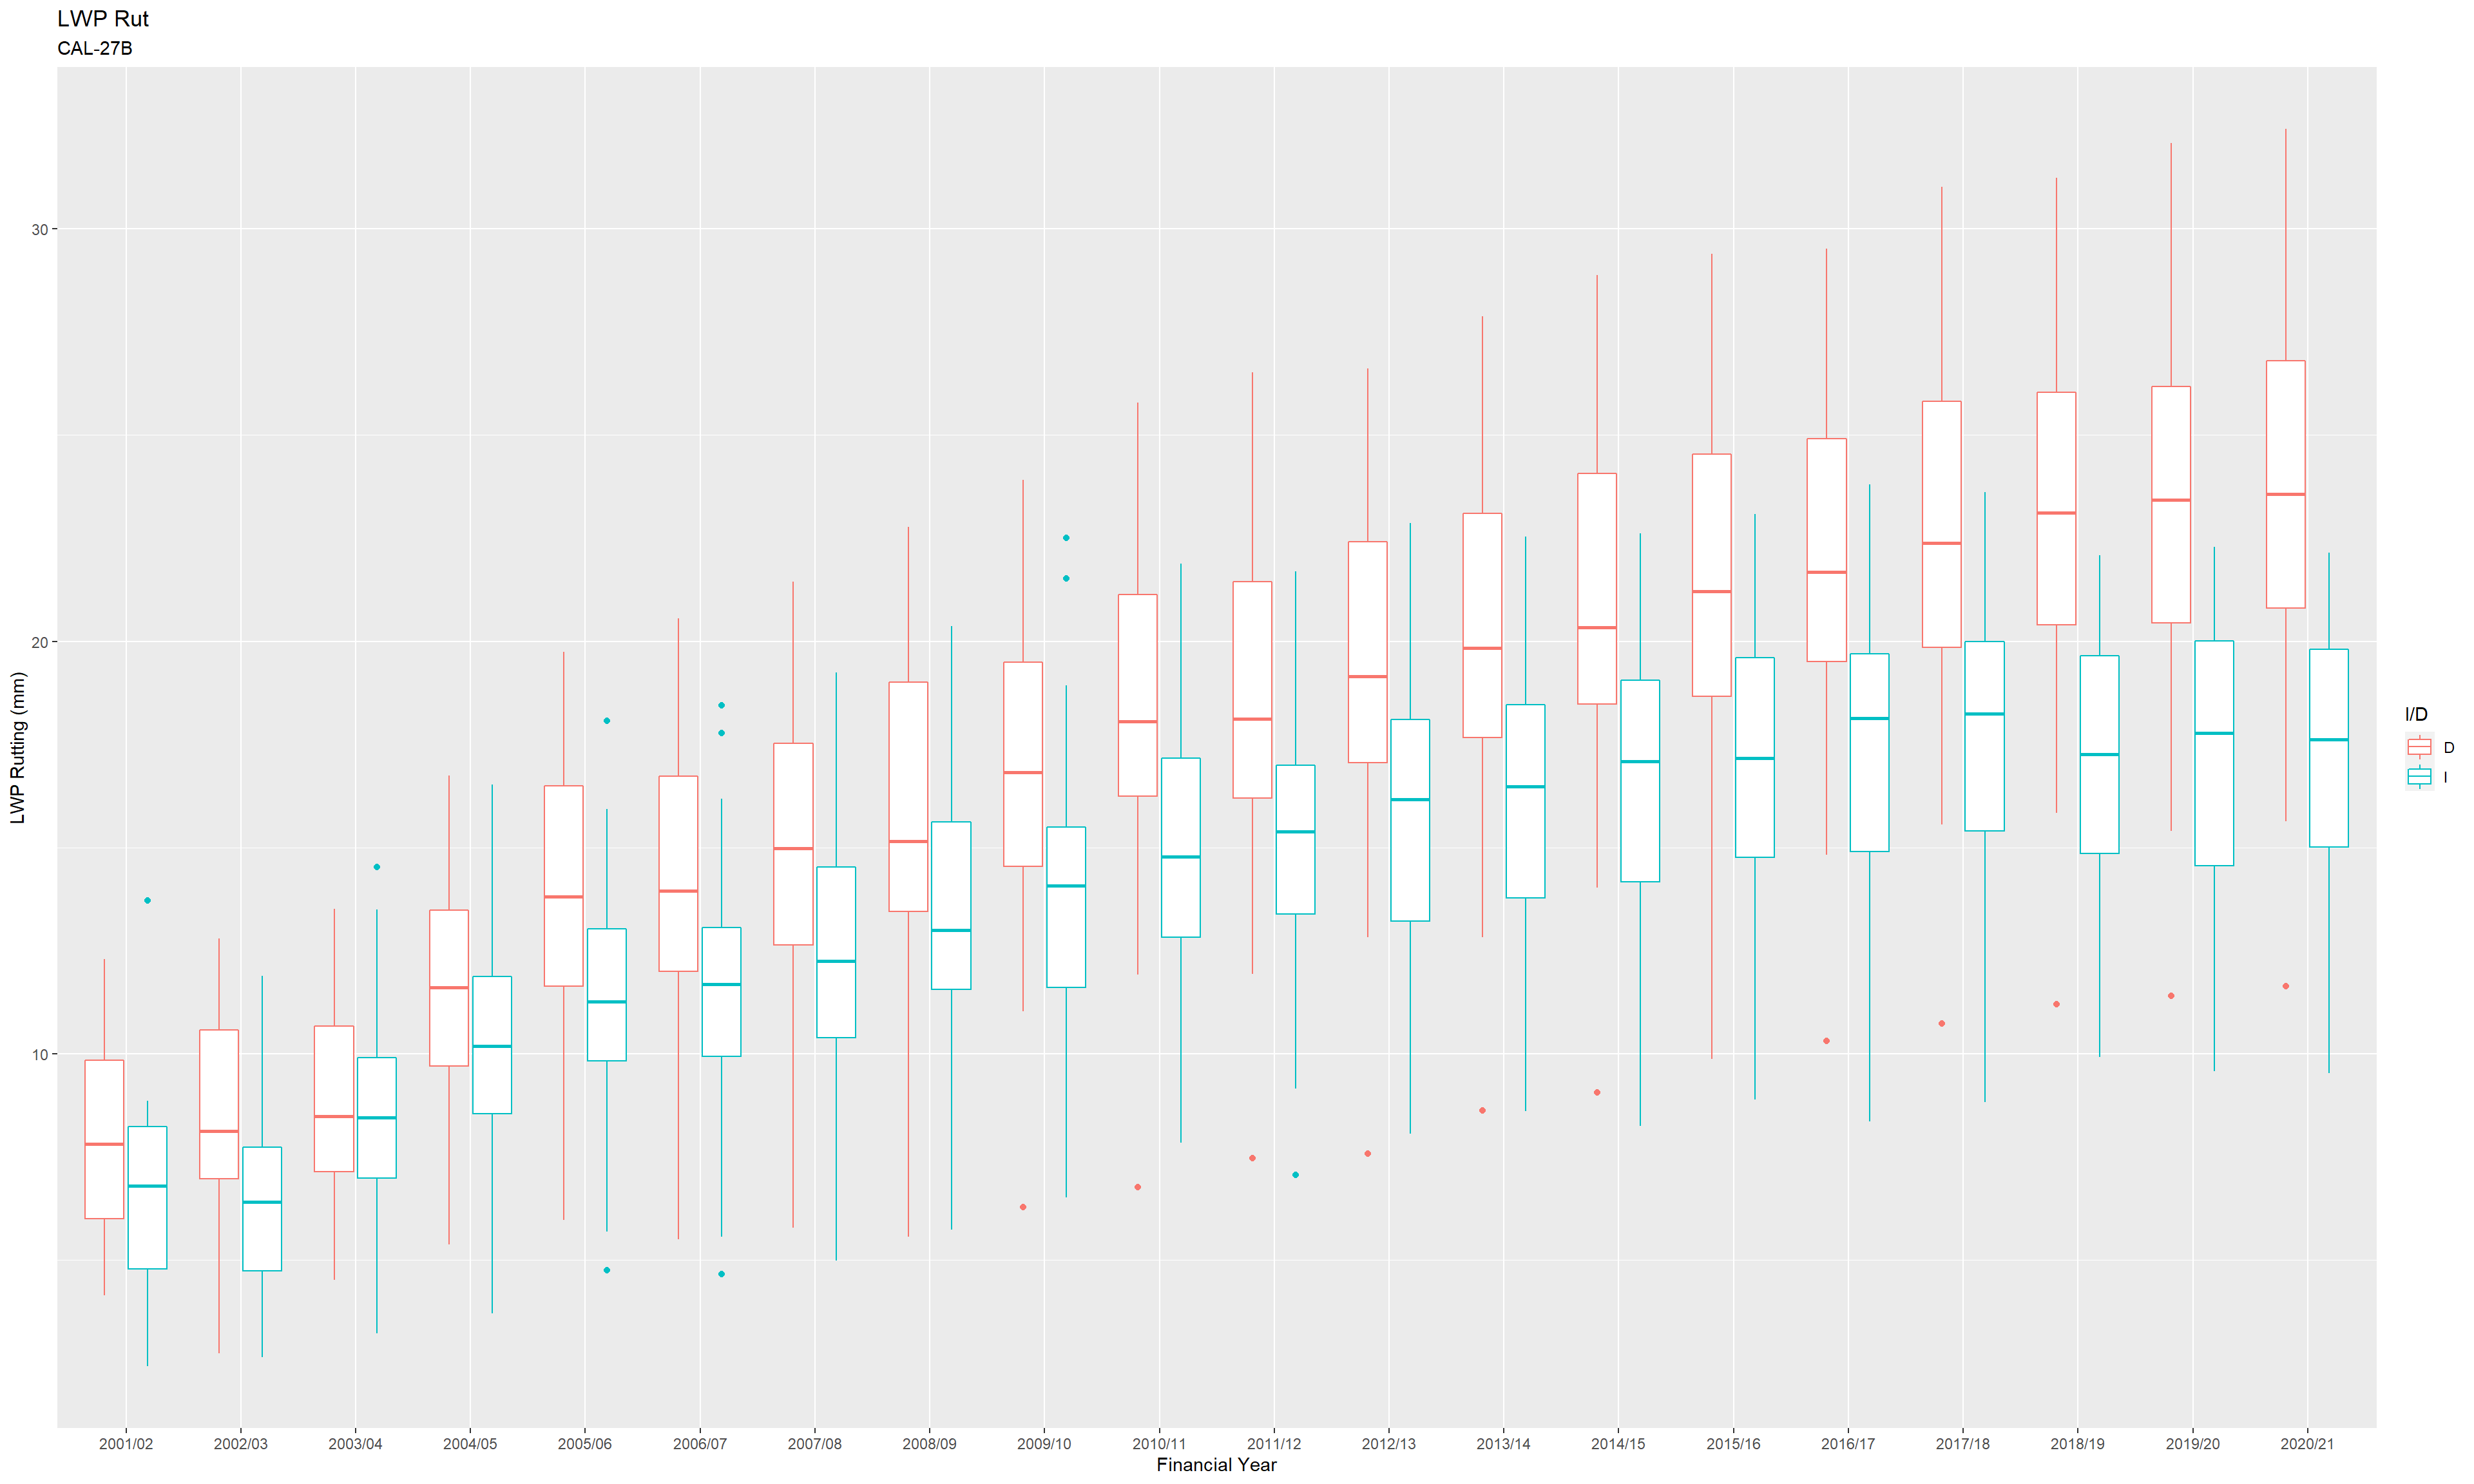 LWP Rut
CAL-27B
LWP Rutting (mm)
30
20
10
2001/02 2002/03 2003/04 2004/05 2005/06 2006/07 2007/08 2008/09 2009/10 2010/11 2011/12 2012/13 2013/14 2014/15 2015/16 2016/17 2017/18 2018/19 2019/20 2020/21
Financial Year
I/D
D
I